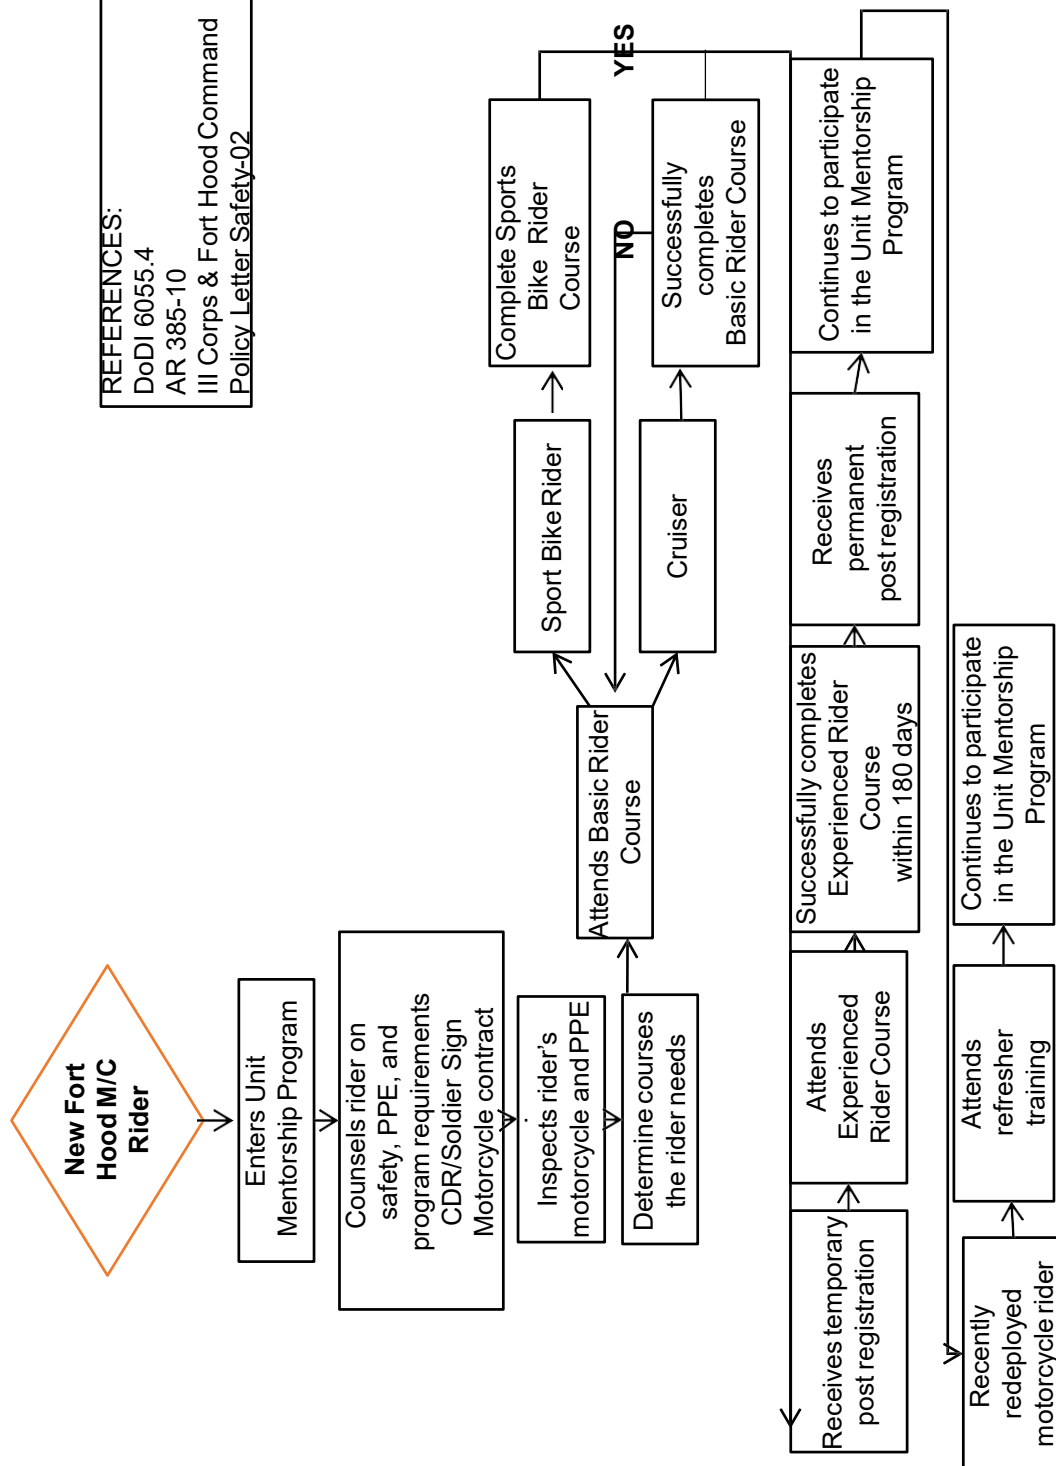 New Fort
Hood M/C
Rider
REFERENCES:
DoDI 6055.4
AR 385-10
III Corps & Fort Hood Command
Policy Letter Safety-02
Enters Unit
Mentorship Program
Counsels rider on
safety, PPE, and
program requirements
CDR/Soldier Sign
Motorcycle contract
Inspects rider's
motorcycle and PPE
Determine courses
the rider needs
Attends Basic Rider
Course
Sport Bike Rider
Complete Sports
Bike Rider
Course
Cruiser
Successfully
completes
Basic Rider Course
NO
YES
Receives temporary
post registration
Attends
Experienced
Rider Course
Successfully completes
Experienced Rider
Course
within 180 days
Receives
permanent
post registration
Continues to participate
in the Unit Mentorship
Program
Recently
redeployed
motorcycle rider
Attends
refresher
training
Continues to participate
in the Unit Mentorship
Program